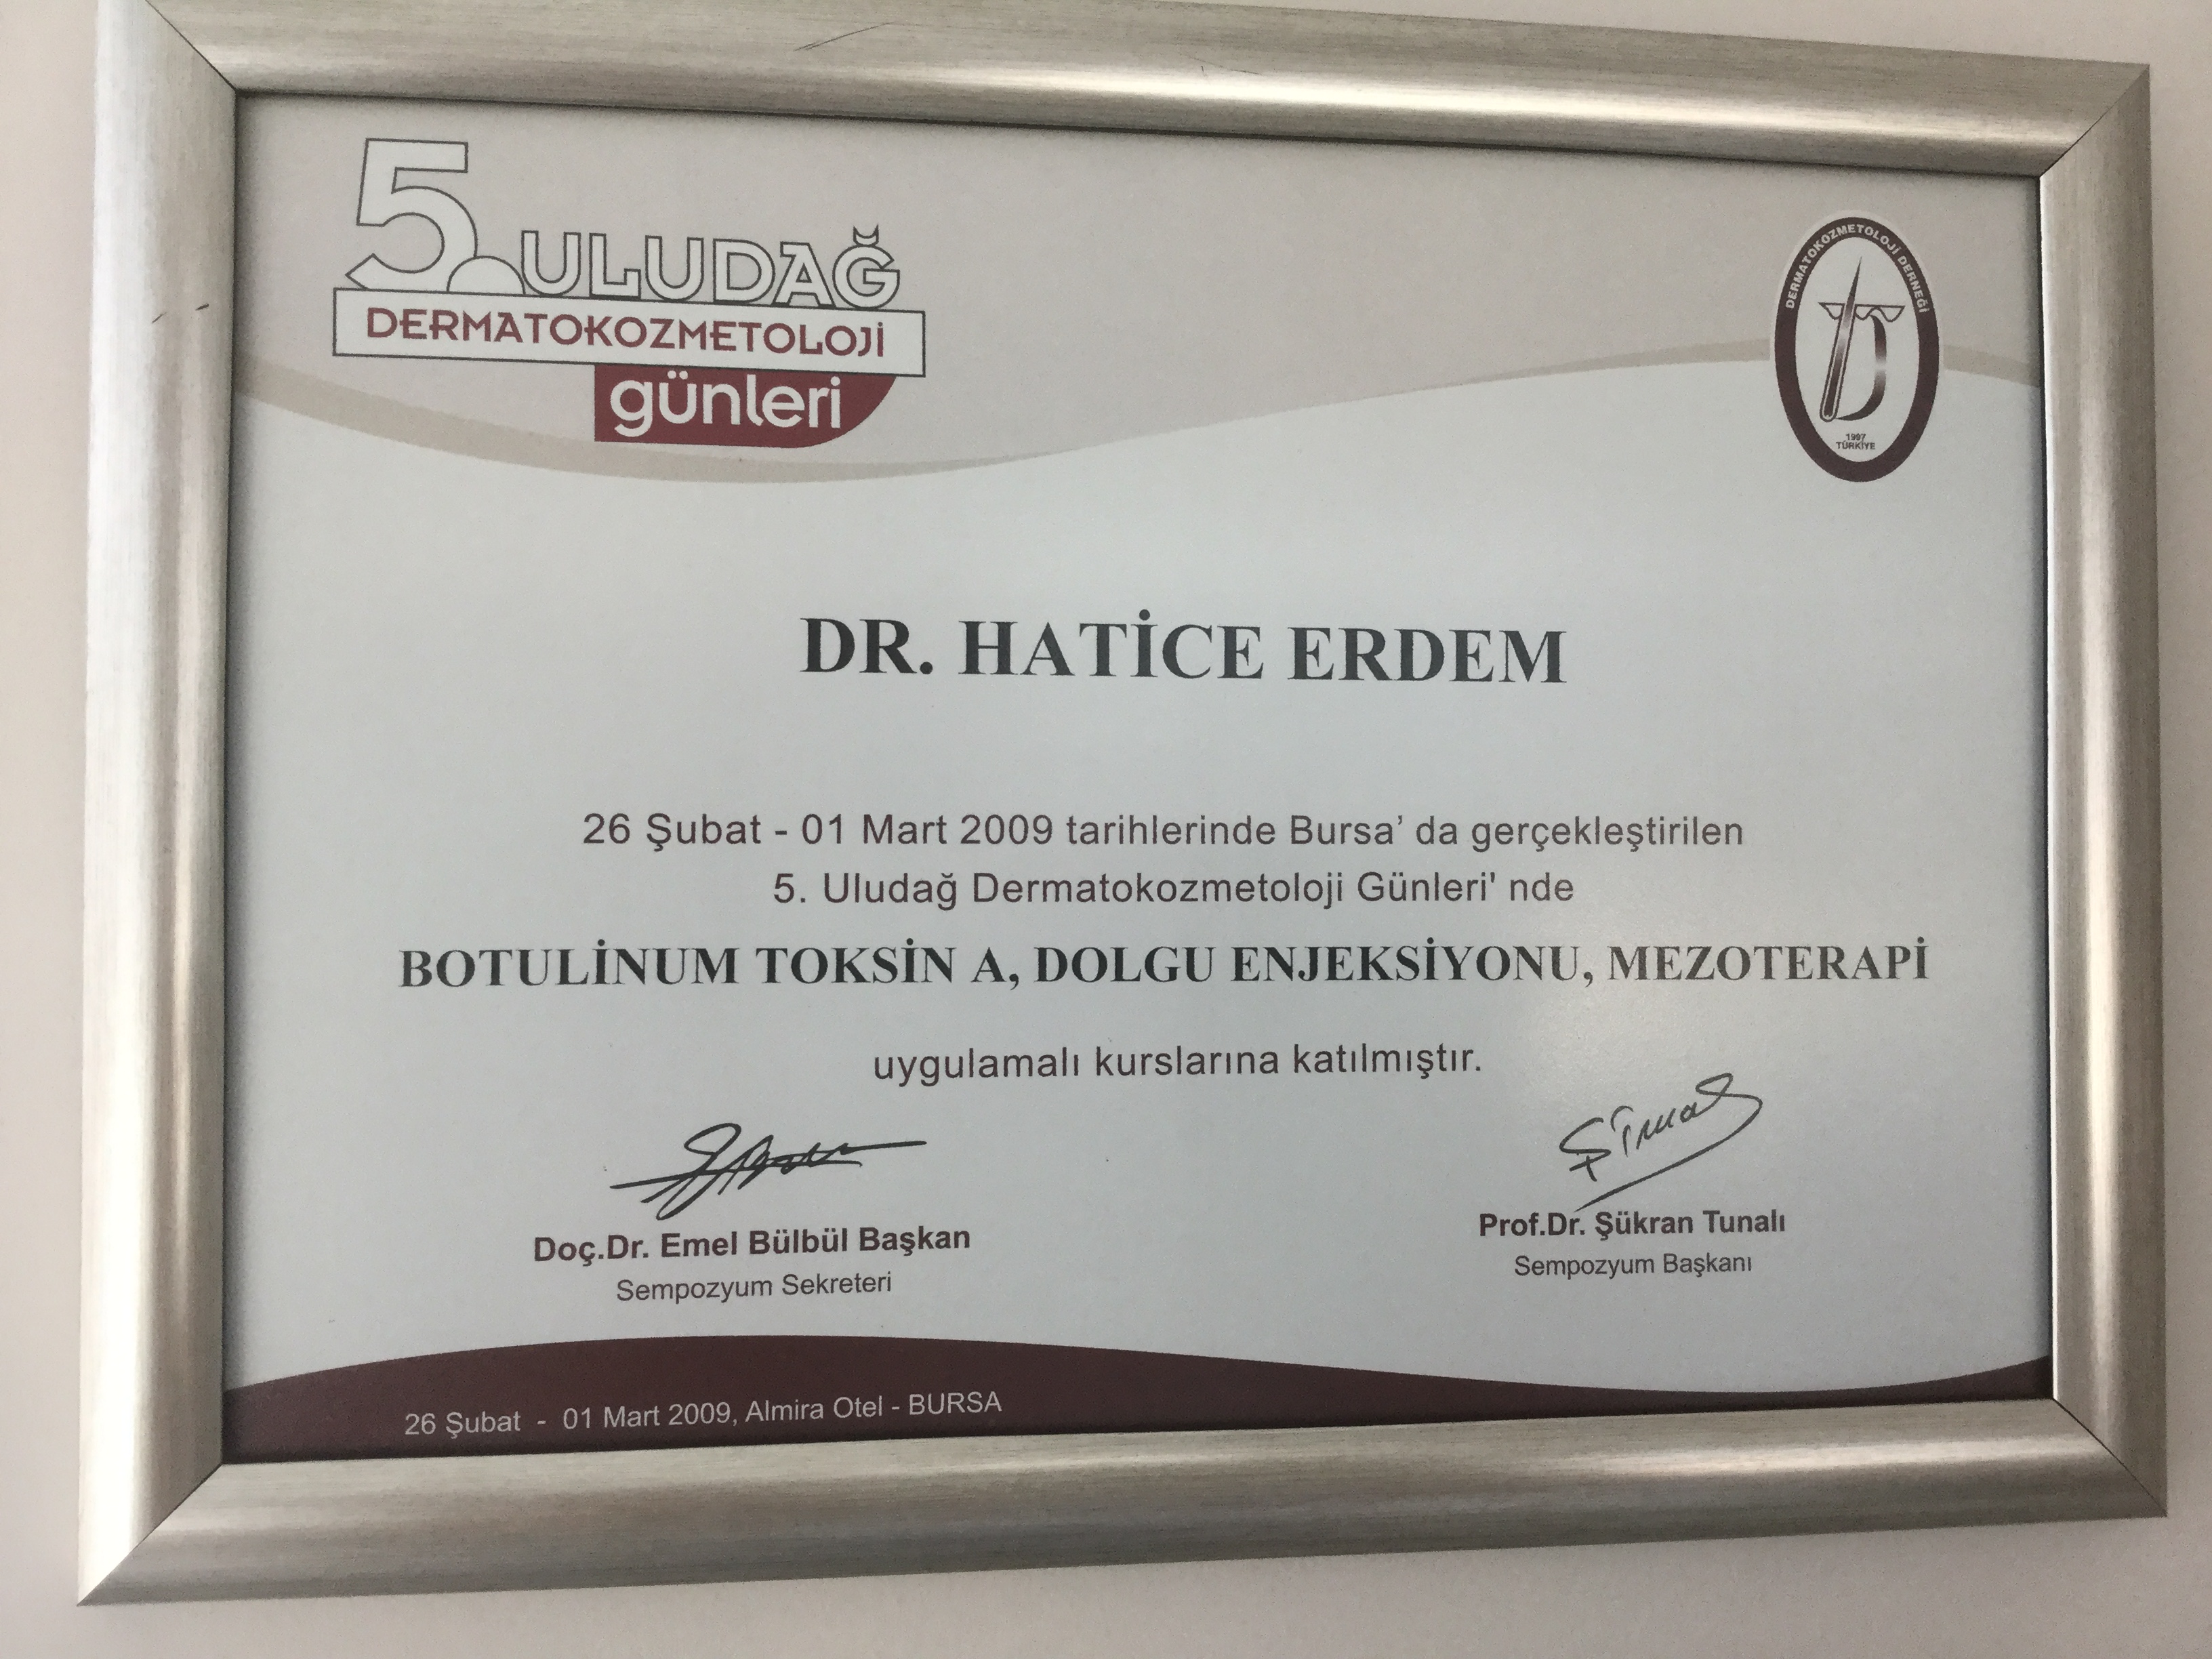 5. ULUDAĞ
DERMATOKOZMETOLOJİ
günleri
DERMATOKOZMETOLOJİ DERNEĞİ
1997
TÜRKİYE
DR. HATİCE ERDEM
26 Şubat - 01 Mart 2009 tarihlerinde Bursa' da gerçekleştirilen
5. Uludağ Dermatokozmetoloji Günleri' nde
BOTULİNUM TOKSİN A, DOLGU ENJEKSİYONU, MEZOTERAPİ
uygulamalı kurslarına katılmıştır.
Doç.Dr. Emel Bülbül Başkan
Sempozyum Sekreteri
Prof.Dr. Şükran Tunalı
Sempozyum Başkanı
26 Şubat - 01 Mart 2009, Almira Otel - BURSA